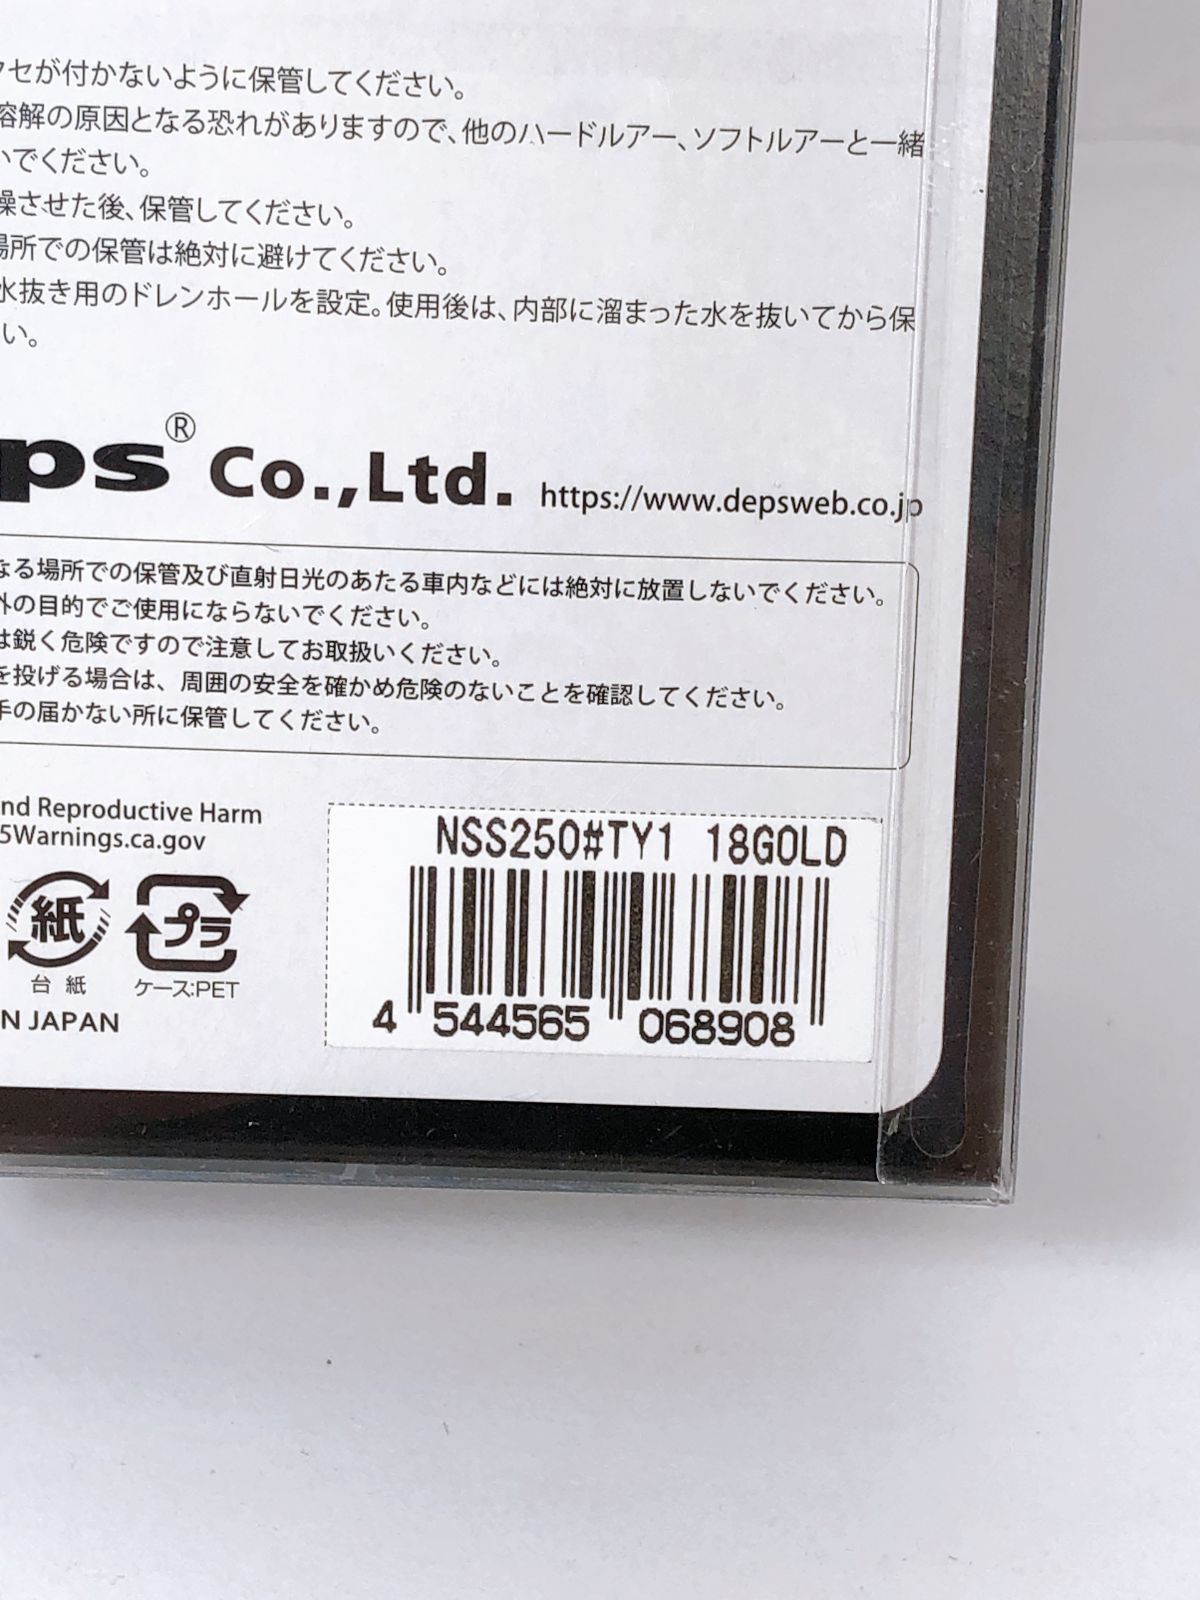 クセが付かないように保管してください。
溶解の原因となる恐れがありますので、他のハードルアー、ソフトルアーと一緒
いでください。
燥させた後、保管してください。
場所での保管は絶対に避けてください。
水抜き用のドレンホールを設定。使用後は、内部に溜まった水を抜いてから保
い。
ps® Co.,Ltd. https://www.depsweb.co.jp
なる場所での保管及び直射日光のあたる車内などには絶対に放置しないでください。
外の目的でご使用にならないでください。
は鋭く危険ですので注意してお取扱いください。
を投げる場合は、周囲の安全を確かめ危険のないことを確認してください。
手の届かない所に保管してください。
nd Reproductive Harm
5Warnings.ca.gov
紙
台紙
プラ
ケース:PET
N JAPAN
NSS250#TY1 18GOLD
4 544565 068908